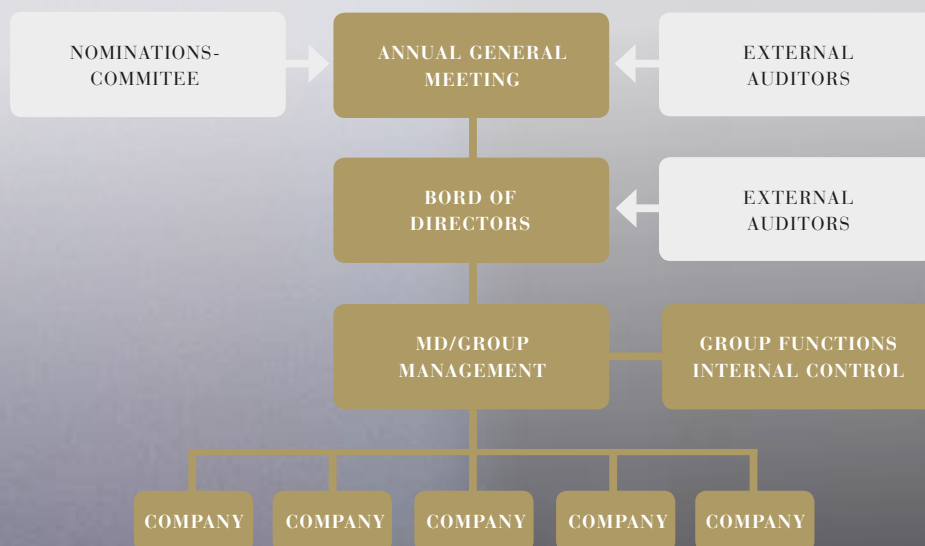 NOMINATIONS-
COMMITEE
ANNUAL GENERAL
MEETING
EXTERNAL
AUDITORS
BORD OF
DIRECTORS
EXTERNAL
AUDITORS
MD/GROUP
MANAGEMENT
GROUP FUNCTIONS
INTERNAL CONTROL
COMPANY
COMPANY
COMPANY
COMPANY
COMPANY